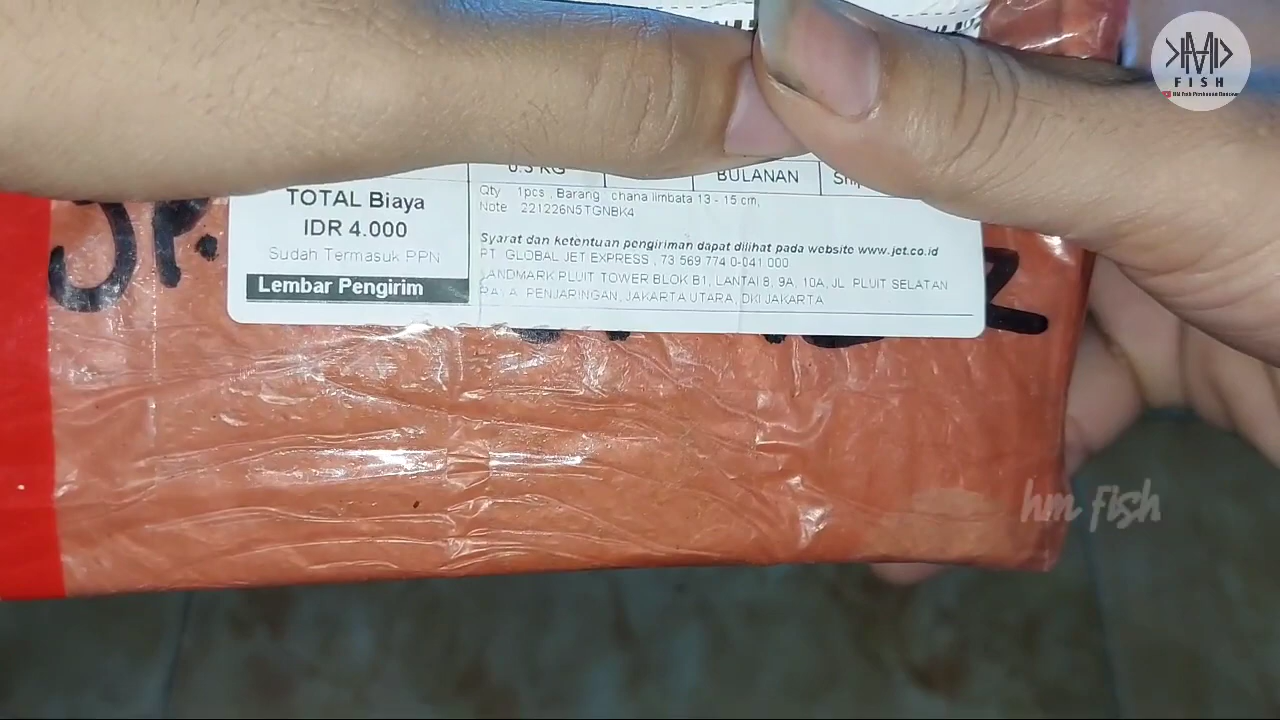 FISH
0.5 KG
BULANAN
TOTAL Biaya
IDR 4.000
Sudah Termasuk PPN
Lembar Pengirim
Qty 1pcs , Barang chana limbata 13 - 15 cm,
Note 221226N5TGNBK4
Syarat dan ketentuan pengiriman dapat dilihat pada website www.jet.co.id
PT. GLOBAL JET EXPRESS , 73 569 774 0-041 000
LANDMARK PLUIT TOWER BLOK B1, LANTAI 8, 9A, 10A, JL. PLUIT SELATAN
PENJARINGAN, JAKARTA UTARA, DKI JAKARTA
JP.
hm fish